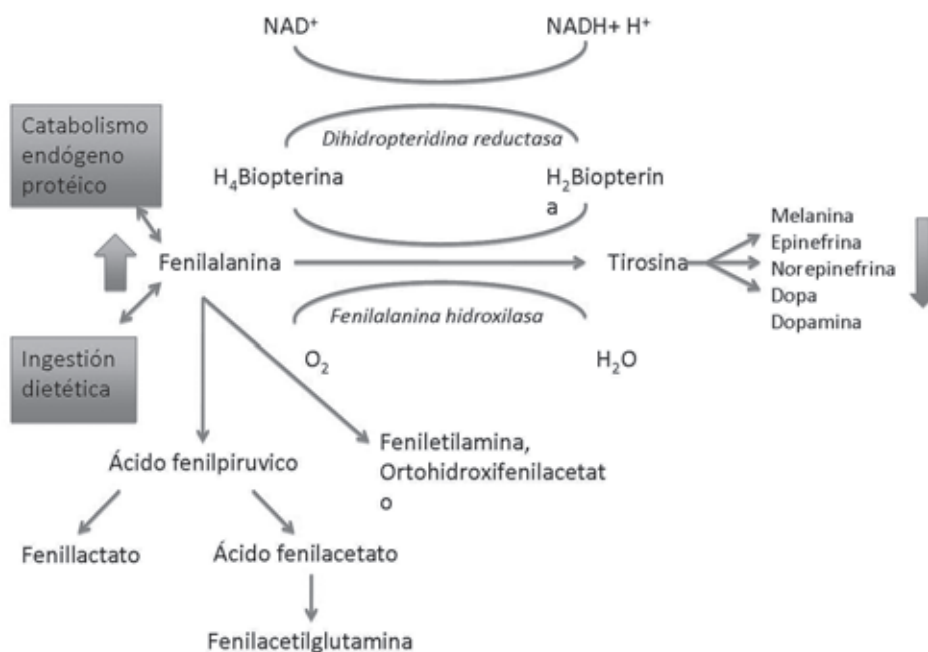 NAD⁺
NADH+ H⁺
Catabolismo
endógeno
protéico
Dihidropteridina reductasa
H₄Biopterina
H₂Biopterin
a
Fenilalanina
Tirosina
Melanina
Epinefrina
Norepinefrina
Dopa
Dopamina
Fenilalanina hidroxilasa
O₂
H₂O
Ingestión
dietética
Ácido fenilpiruvico
Feniletilamina,
Ortohidroxifenilacetat
o
Fenillactato
Ácido fenilacetato
Fenilacetilglutamina